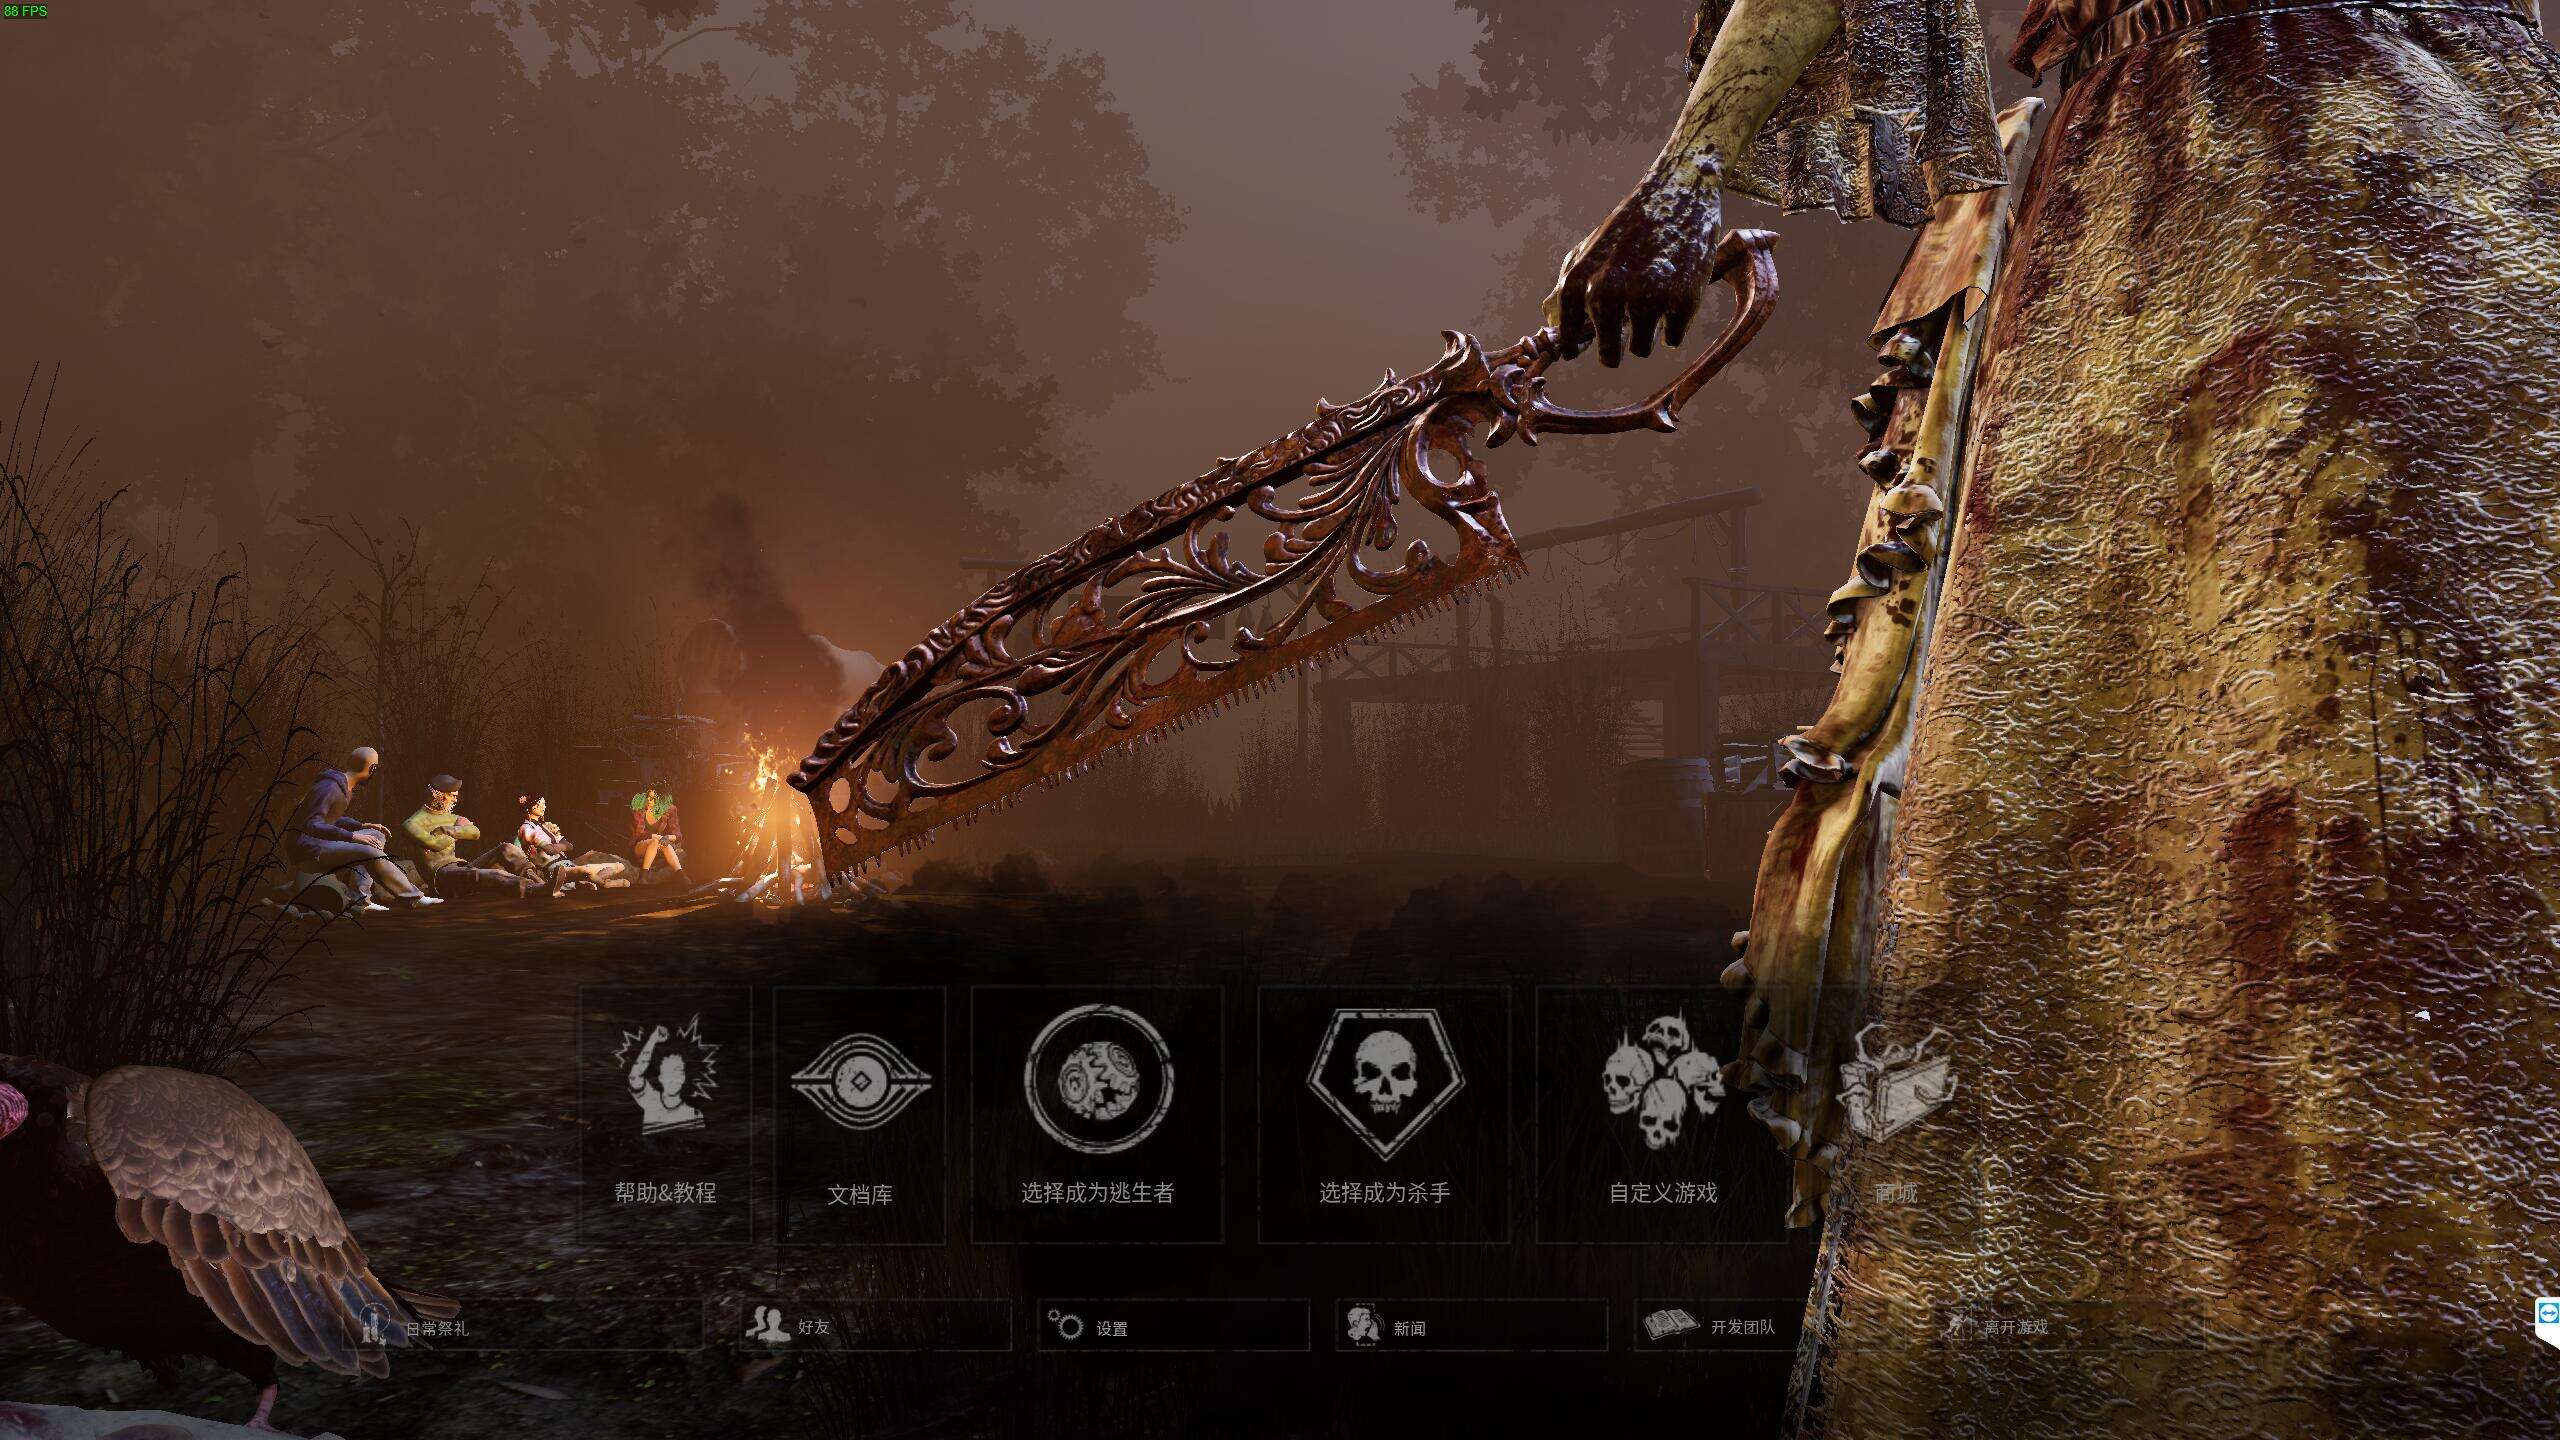 88 FPS
帮助&教程
文档库
选择成为逃生者
选择成为杀手
自定义游戏
商城
日常祭礼
好友
设置
新闻
开发团队
离开游戏